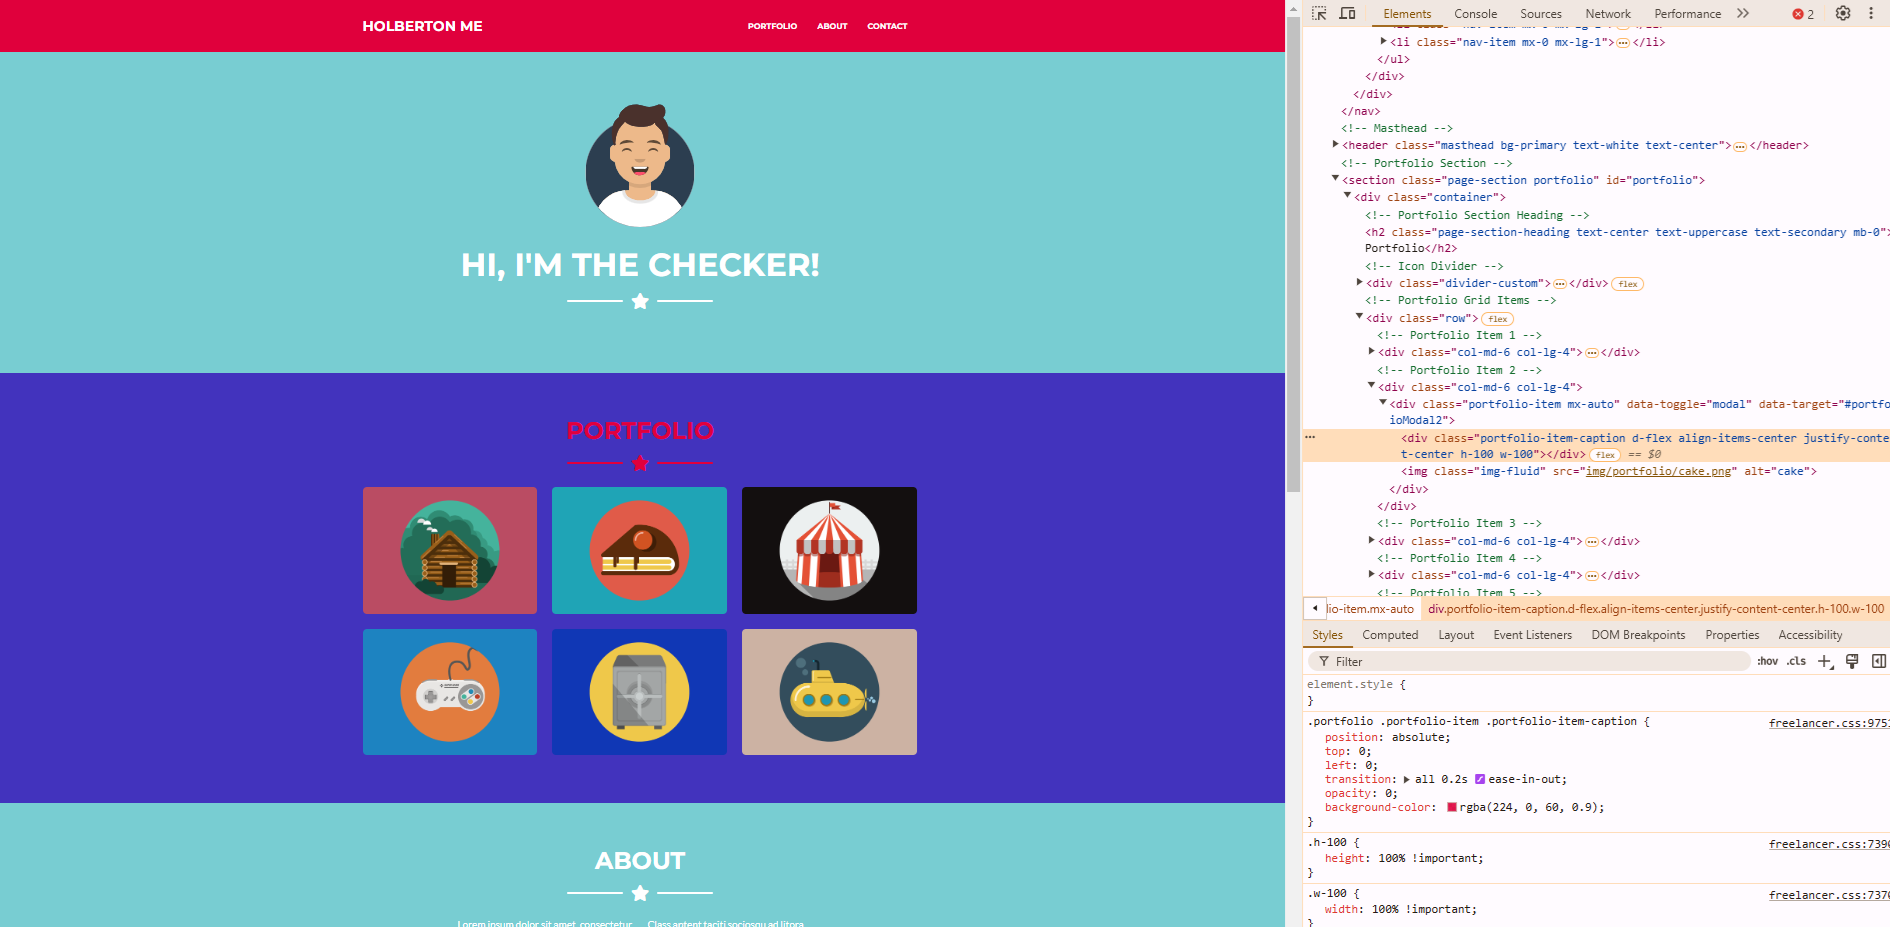 HOLBERTON ME
PORTFOLIO ABOUT CONTACT
HI, I'M THE CHECKER!
PORTFOLIO
ABOUT
Lorem ipsum dolor sit amet, consectetur Class aptent taciti sociosqu ad litora
Elements Console Sources Network Performance 2
<li class="nav-item mx-0 mx-lg-1">…</li>
</ul>
</div>
</div>
</nav>
<!-- Masthead -->
<header class="masthead bg-primary text-white text-center">…</header>
<!-- Portfolio Section -->
<section class="page-section portfolio" id="portfolio">
<div class="container">
<!-- Portfolio Section Heading -->
<h2 class="page-section-heading text-center text-uppercase text-secondary mb-0">
Portfolio</h2>
<!-- Icon Divider -->
<div class="divider-custom">…</div> flex
<!-- Portfolio Grid Items -->
<div class="row"> flex
<!-- Portfolio Item 1 -->
<div class="col-md-6 col-lg-4">…</div>
<!-- Portfolio Item 2 -->
<div class="col-md-6 col-lg-4">
<div class="portfolio-item mx-auto" data-toggle="modal" data-target="#portfo
ioModal2">
<div class="portfolio-item-caption d-flex align-items-center justify-conte
t-center h-100 w-100"></div> flex == $0
<img class="img-fluid" src="img/portfolio/cake.png" alt="cake">
</div>
</div>
<!-- Portfolio Item 3 -->
<div class="col-md-6 col-lg-4">…</div>
<!-- Portfolio Item 4 -->
<div class="col-md-6 col-lg-4">…</div>
<!-- Portfolio Item 5 -->
lio-item.mx-auto div.portfolio-item-caption.d-flex.align-items-center.justify-content-center.h-100.w-100
Styles Computed Layout Event Listeners DOM Breakpoints Properties Accessibility
Filter :hov .cls
element.style {
}
.portfolio .portfolio-item .portfolio-item-caption { freelancer.css:975
position: absolute;
top: 0;
left: 0;
transition: all 0.2s ease-in-out;
opacity: 0;
background-color: rgba(224, 0, 60, 0.9);
}
.h-100 { freelancer.css:739
height: 100% !important;
}
.w-100 { freelancer.css:737
width: 100% !important;
}